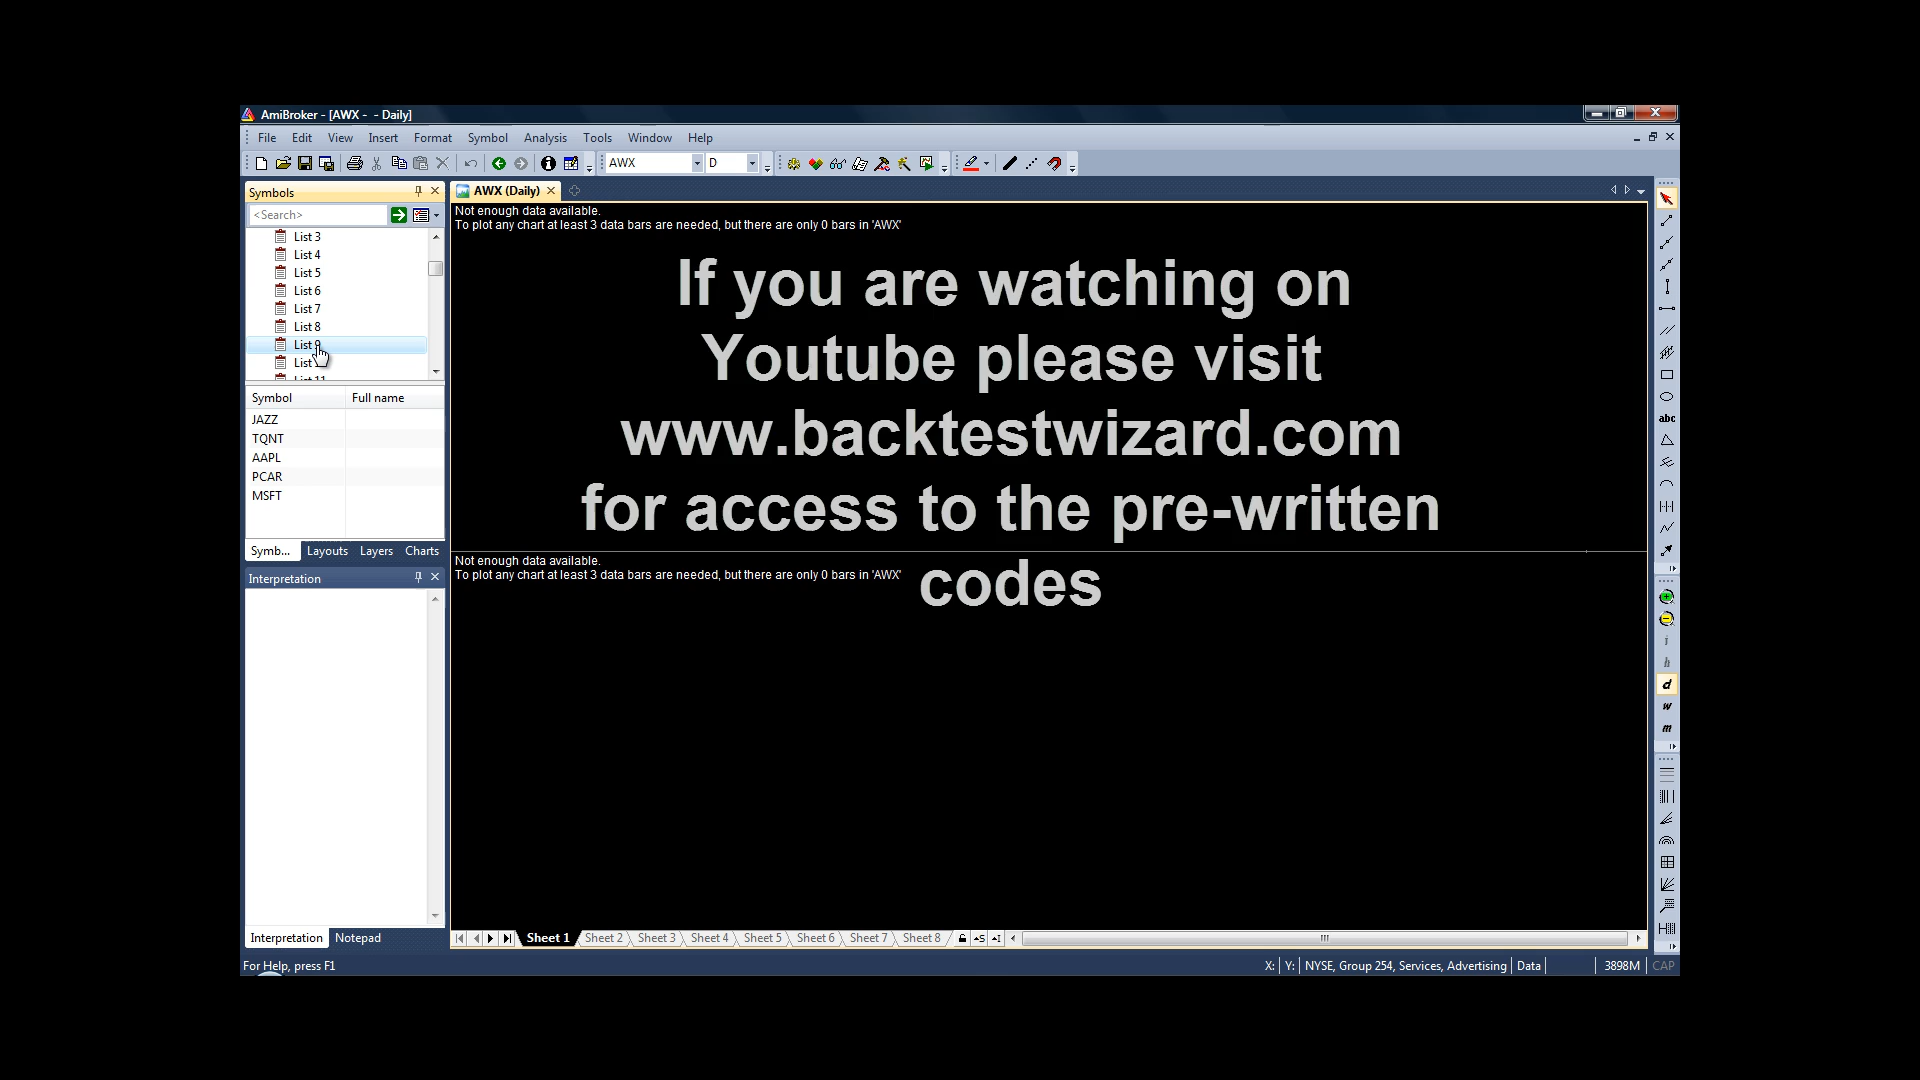 AmiBroker - [AWX - - Daily]
File Edit View Insert Format Symbol Analysis Tools Window Help
AWX D
Symbols
AWX (Daily)
<Search>
List 3
List 4
List 5
List 6
List 7
List 8
List 9
List
List 11
Symbol Full name
JAZZ
TQNT
AAPL
PCAR
MSFT
Symb... Layouts Layers Charts
Interpretation
Interpretation Notepad
Not enough data available.
To plot any chart at least 3 data bars are needed, but there are only 0 bars in 'AWX'
If you are watching on
Youtube please visit
www.backtestwizard.com
for access to the pre-written
codes
Not enough data available.
To plot any chart at least 3 data bars are needed, but there are only 0 bars in 'AWX'
abc
i
h
d
w
m
Sheet 1 Sheet 2 Sheet 3 Sheet 4 Sheet 5 Sheet 6 Sheet 7 Sheet 8
For Help, press F1
X: Y: NYSE, Group 254, Services, Advertising Data 3898M CAP